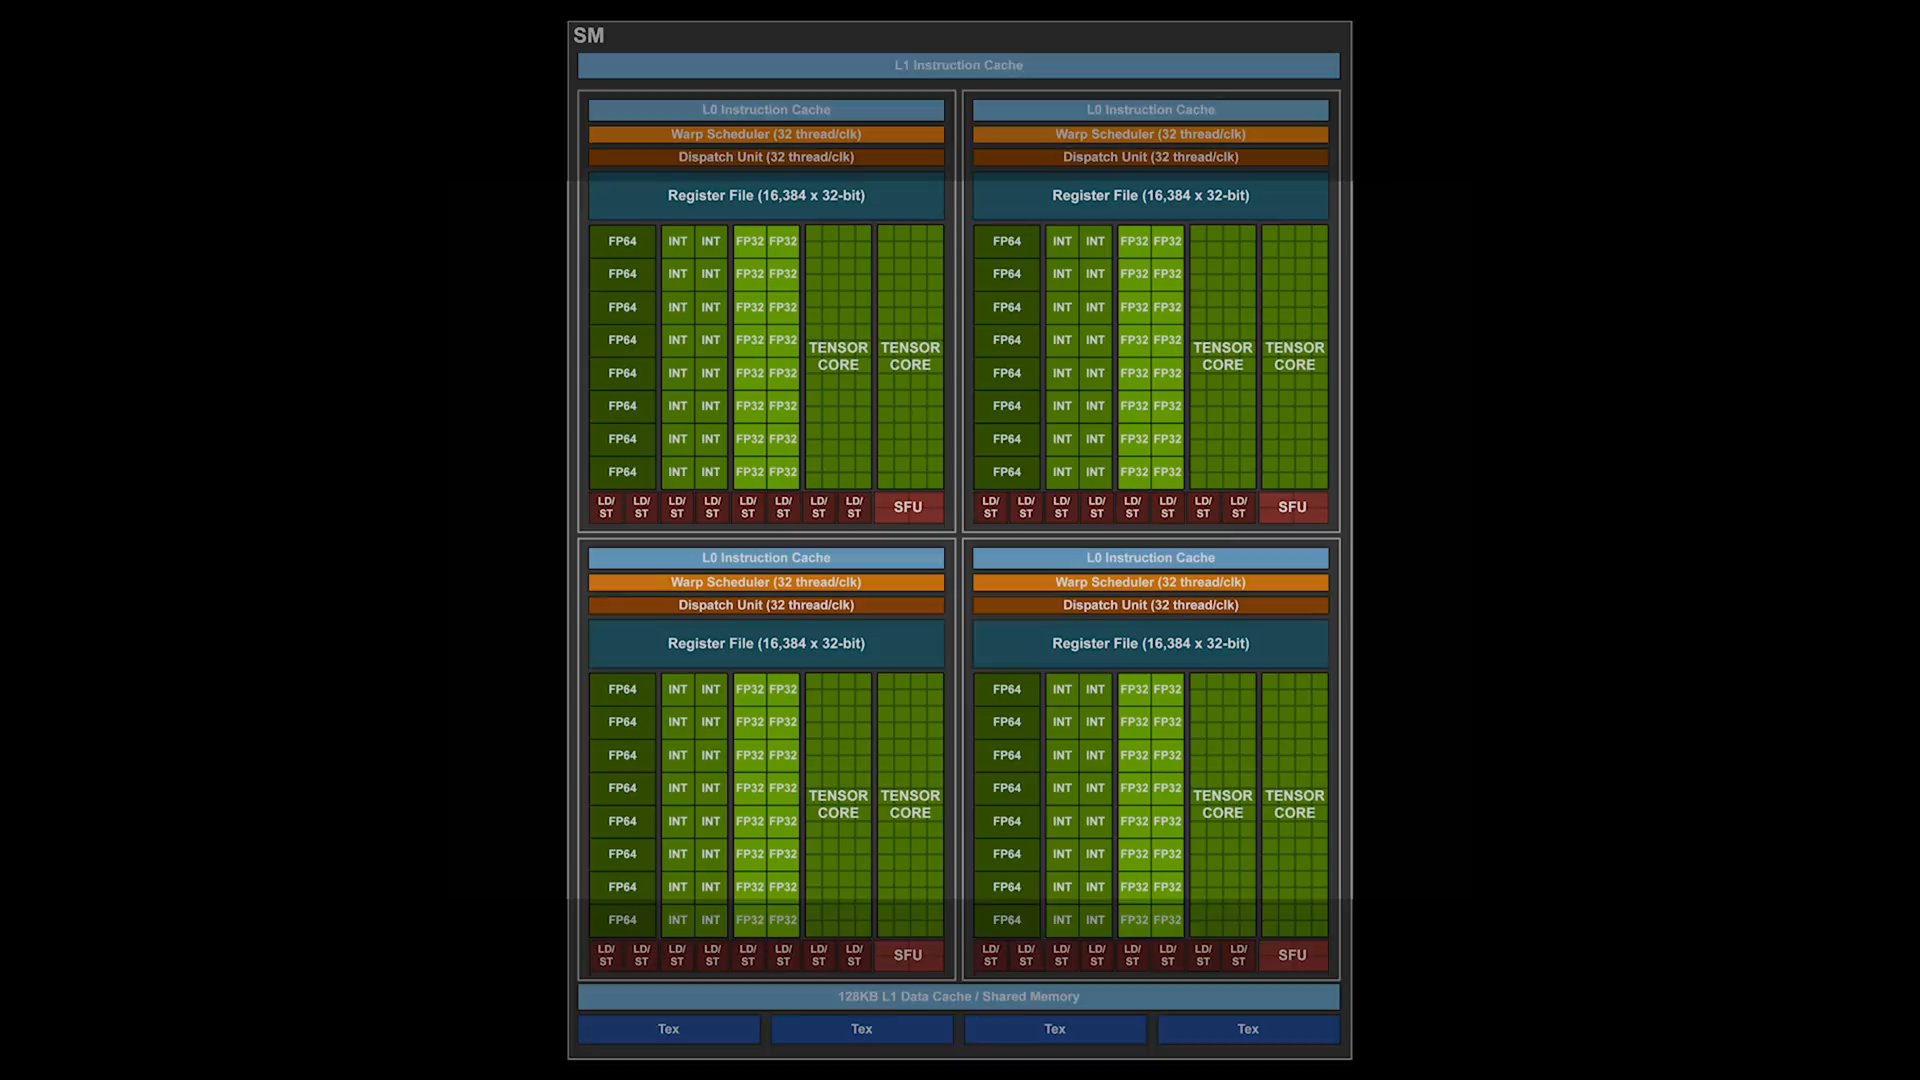 SM
L1 Instruction Cache
L0 Instruction Cache
Warp Scheduler (32 thread/clk)
Dispatch Unit (32 thread/clk)
Register File (16,384 x 32-bit)
FP64 INT INT FP32 FP32
FP64 INT INT FP32 FP32
FP64 INT INT FP32 FP32
FP64 INT INT FP32 FP32
FP64 INT INT FP32 FP32
FP64 INT INT FP32 FP32
FP64 INT INT FP32 FP32
FP64 INT INT FP32 FP32
TENSOR TENSOR
CORE CORE
LD/ LD/ LD/ LD/ LD/ LD/ LD/ LD/
ST ST ST ST ST ST ST ST
SFU
L0 Instruction Cache
Warp Scheduler (32 thread/clk)
Dispatch Unit (32 thread/clk)
Register File (16,384 x 32-bit)
FP64 INT INT FP32 FP32
FP64 INT INT FP32 FP32
FP64 INT INT FP32 FP32
FP64 INT INT FP32 FP32
FP64 INT INT FP32 FP32
FP64 INT INT FP32 FP32
FP64 INT INT FP32 FP32
FP64 INT INT FP32 FP32
TENSOR TENSOR
CORE CORE
LD/ LD/ LD/ LD/ LD/ LD/ LD/ LD/
ST ST ST ST ST ST ST ST
SFU
L0 Instruction Cache
Warp Scheduler (32 thread/clk)
Dispatch Unit (32 thread/clk)
Register File (16,384 x 32-bit)
FP64 INT INT FP32 FP32
FP64 INT INT FP32 FP32
FP64 INT INT FP32 FP32
FP64 INT INT FP32 FP32
FP64 INT INT FP32 FP32
FP64 INT INT FP32 FP32
FP64 INT INT FP32 FP32
FP64 INT INT FP32 FP32
TENSOR TENSOR
CORE CORE
LD/ LD/ LD/ LD/ LD/ LD/ LD/ LD/
ST ST ST ST ST ST ST ST
SFU
L0 Instruction Cache
Warp Scheduler (32 thread/clk)
Dispatch Unit (32 thread/clk)
Register File (16,384 x 32-bit)
FP64 INT INT FP32 FP32
FP64 INT INT FP32 FP32
FP64 INT INT FP32 FP32
FP64 INT INT FP32 FP32
FP64 INT INT FP32 FP32
FP64 INT INT FP32 FP32
FP64 INT INT FP32 FP32
FP64 INT INT FP32 FP32
TENSOR TENSOR
CORE CORE
LD/ LD/ LD/ LD/ LD/ LD/ LD/ LD/
ST ST ST ST ST ST ST ST
SFU
128KB L1 Data Cache / Shared Memory
Tex Tex Tex Tex